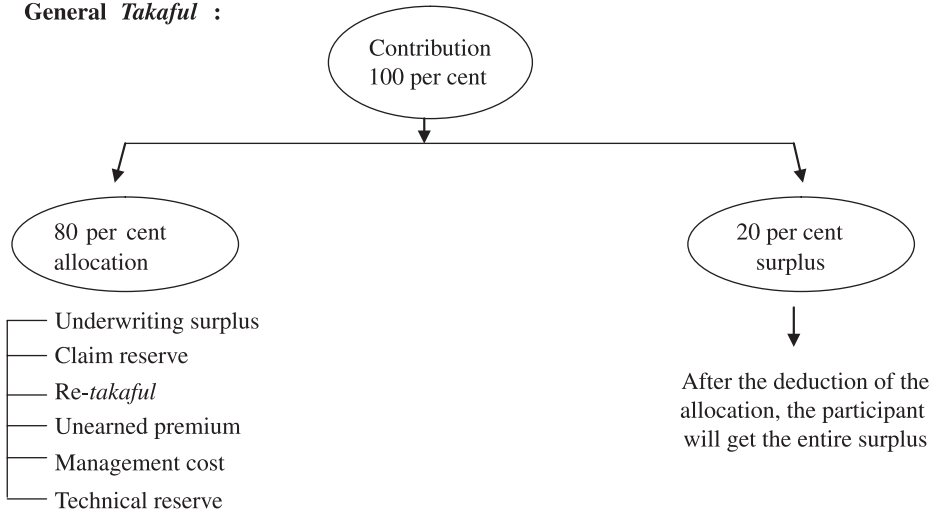 General Takaful :
Contribution
100 per cent
80 per cent
allocation
20 per cent
surplus
Underwriting surplus
Claim reserve
Re-takaful
Unearned premium
Management cost
Technical reserve
After the deduction of the
allocation, the participant
will get the entire surplus